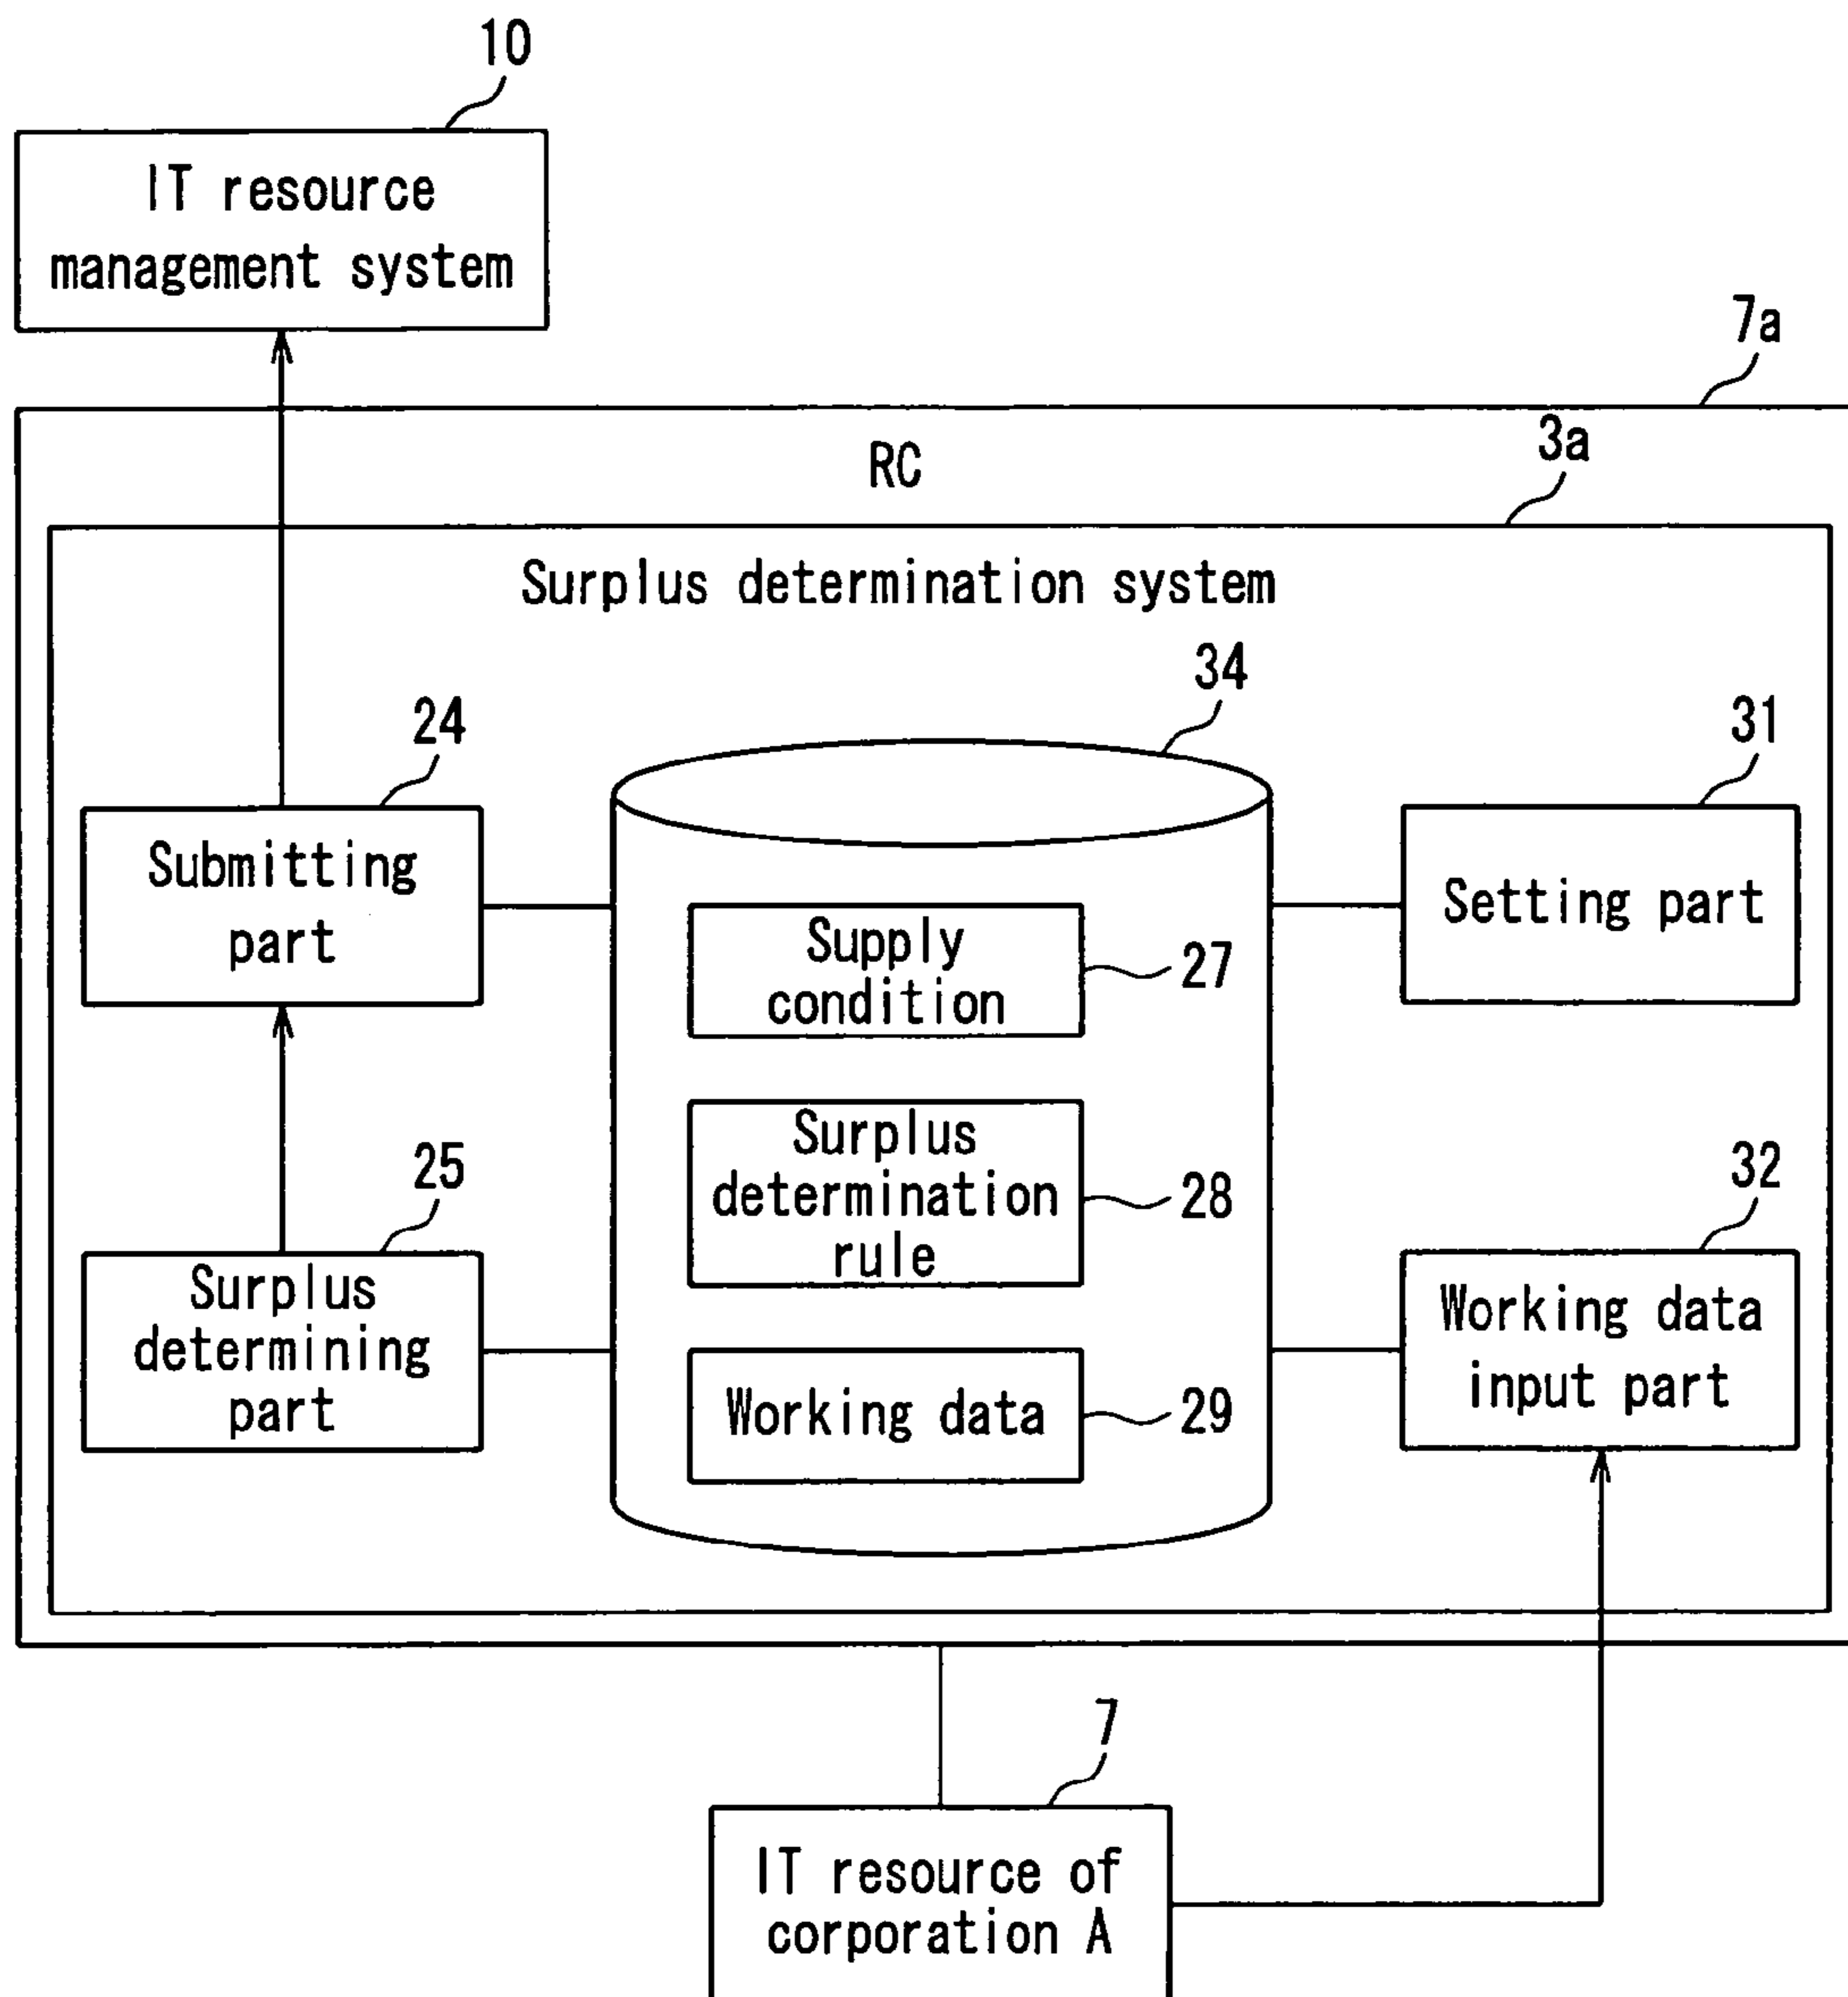 10
IT resource
management system
7a
RC
3a
Surplus determination system
34
24
31
Submitting
part
Setting part
Supply
condition
27
Surplus
determination
rule
28
25
32
Surplus
determining
part
Working data
input part
Working data
29
7
IT resource of
corporation A